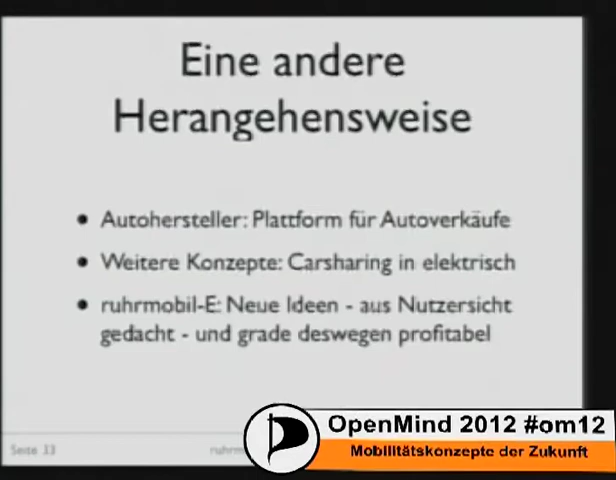 Eine andere
Herangehensweise
• Autohersteller: Plattform für Autoverkäufe
• Weitere Konzepte: Carsharing in elektrisch
• ruhrmobil-E: Neue Ideen - aus Nutzersicht
gedacht - und grade deswegen profitabel
Seite 33
OpenMind 2012 #om12
Mobilitätskonzepte der Zukunft